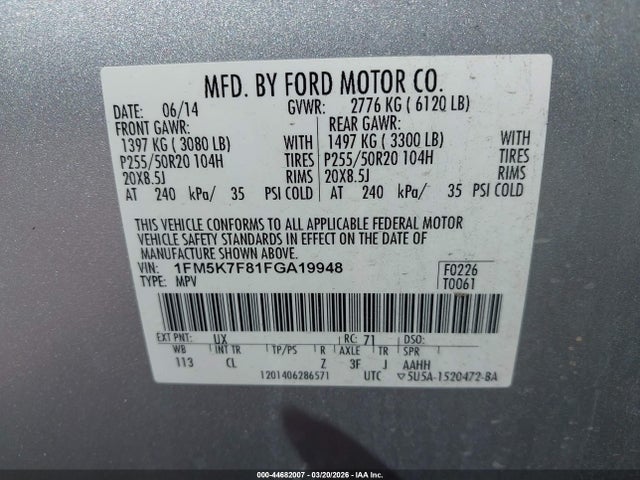 MFD. BY FORD MOTOR CO.
DATE: 06/14 GVWR: 2776 KG ( 6120 LB)
FRONT GAWR: REAR GAWR:
1397 KG ( 3080 LB) WITH 1497 KG ( 3300 LB) WITH
P255/50R20 104H TIRES P255/50R20 104H TIRES
20X8.5J RIMS 20X8.5J RIMS
AT 240 kPa/ 35 PSI COLD AT 240 kPa/ 35 PSI COLD
THIS VEHICLE CONFORMS TO ALL APPLICABLE FEDERAL MOTOR
VEHICLE SAFETY STANDARDS IN EFFECT ON THE DATE OF
MANUFACTURE SHOWN ABOVE.
VIN: 1FM5K7F81FGA19948 F0226
TYPE: MPV T0061
EXT PNT: UX RC: 71 DSO:
WB INT TR TP/PS R AXLE TR SPR
113 CL Z 3F J AAHH
1201406286571 UTC ▽5U5A-1520472-BA
000-44682007 - 03/20/2026 - IAA Inc.